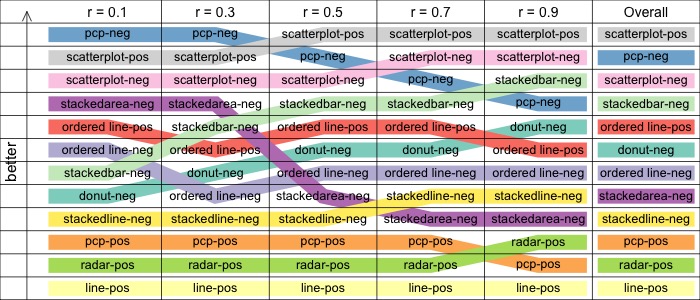 r = 0.1 r = 0.3 r = 0.5 r = 0.7 r = 0.9 Overall
pcp-neg pcp-neg scatterplot-pos scatterplot-pos scatterplot-pos scatterplot-pos
scatterplot-pos scatterplot-pos pcp-neg scatterplot-neg scatterplot-neg pcp-neg
scatterplot-neg scatterplot-neg scatterplot-neg pcp-neg stackedbar-neg scatterplot-neg
stackedarea-neg stackedarea-neg stackedbar-neg stackedbar-neg pcp-neg stackedbar-neg
ordered line-pos stackedbar-neg ordered line-pos ordered line-pos donut-neg ordered line-pos
ordered line-neg ordered line-pos donut-neg donut-neg ordered line-pos donut-neg
stackedbar-neg donut-neg ordered line-neg ordered line-neg ordered line-neg ordered line-neg
donut-neg ordered line-neg stackedarea-neg stackedline-neg stackedline-neg stackedarea-neg
stackedline-neg stackedline-neg stackedline-neg stackedarea-neg stackedarea-neg stackedline-neg
pcp-pos pcp-pos pcp-pos pcp-pos radar-pos pcp-pos
radar-pos radar-pos radar-pos radar-pos pcp-pos radar-pos
line-pos line-pos line-pos line-pos line-pos line-pos
better